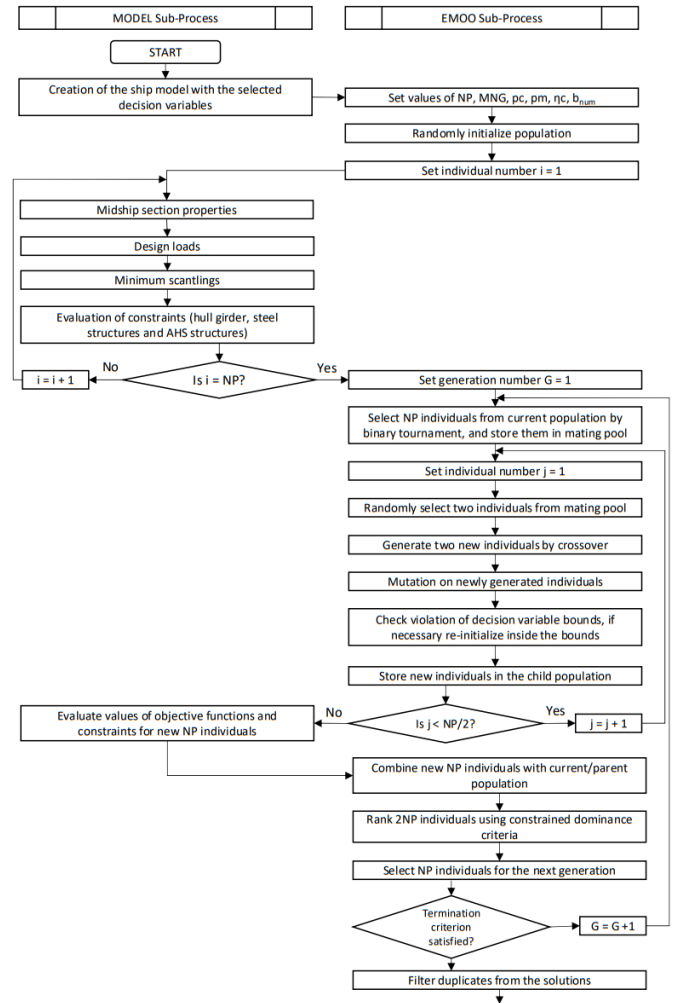 MODEL Sub-Process
EMOO Sub-Process
START
Creation of the ship model with the selected
decision variables
Set values of NP, MNG, pc, pm, ηc, bnum
Randomly initialize population
Set individual number i = 1
Midship section properties
Design loads
Minimum scantlings
Evaluation of constraints (hull girder, steel
structures and AHS structures)
No
Yes
i = i + 1
Is i = NP?
Set generation number G = 1
Select NP individuals from current population by
binary tournament, and store them in mating pool
Set individual number j = 1
Randomly select two individuals from mating pool
Generate two new individuals by crossover
Mutation on newly generated individuals
Check violation of decision variable bounds, if
necessary re-initialize inside the bounds
Store new individuals in the child population
Evaluate values of objective functions and
constraints for new NP individuals
No
Is j< NP/2?
Yes
j = j + 1
Combine new NP individuals with current/parent
population
Rank 2NP individuals using constrained dominance
criteria
Select NP individuals for the next generation
Termination
criterion
satisfied?
G = G +1
Filter duplicates from the solutions